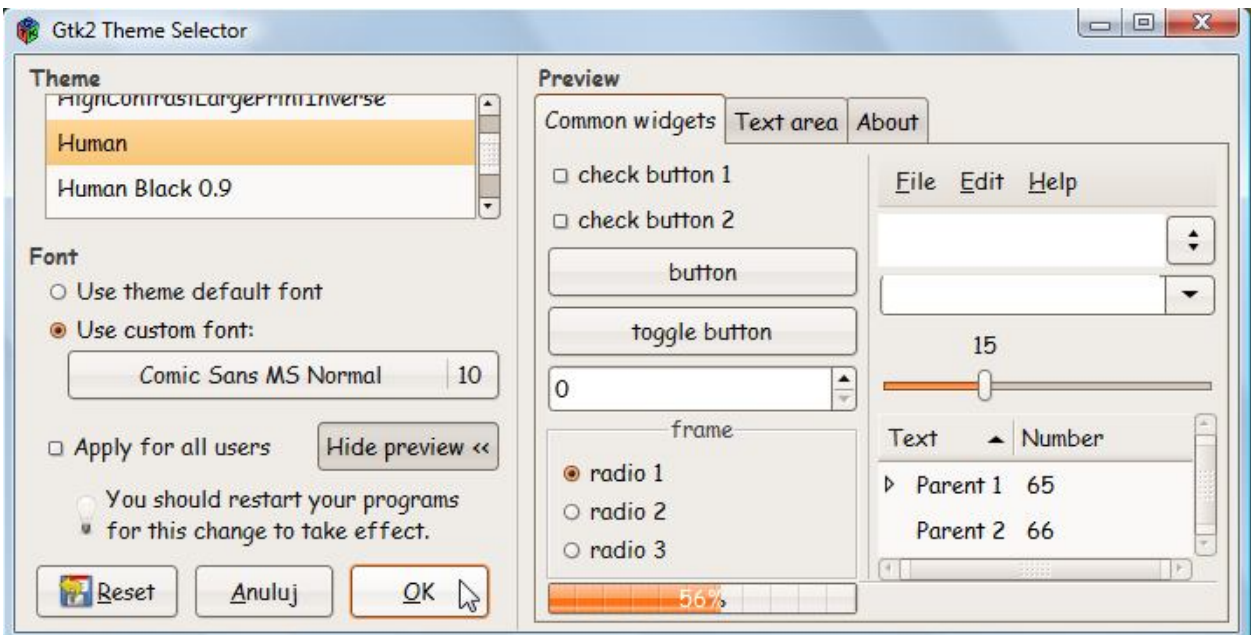 Gtk2 Theme Selector
Theme
HighContrastLargePrintInverse
Human
Human Black 0.9
Font
Use theme default font
Use custom font:
Comic Sans MS Normal 10
Apply for all users
Hide preview <<
You should restart your programs
for this change to take effect.
Reset Anuluj OK
Preview
Common widgets Text area About
check button 1
check button 2
button
toggle button
0
frame
radio 1
radio 2
radio 3
56%
File Edit Help
15
Text Number
Parent 1 65
Parent 2 66